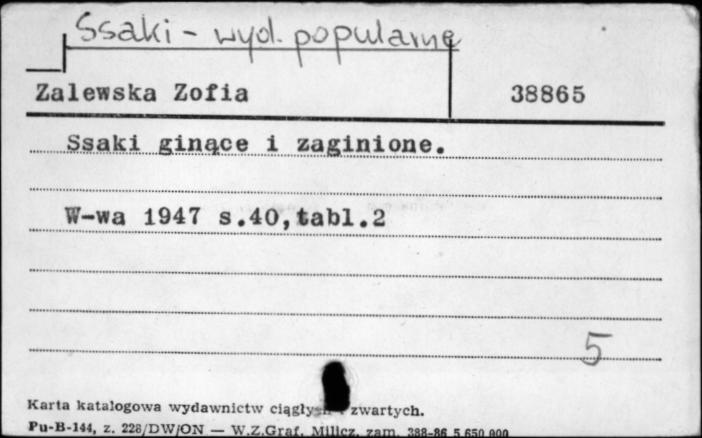 Ssaki - wyd. popularne
Zalewska Zofia 38865
Ssaki ginące i zaginione.
W-wa 1947 s.40,tabl.2
5
Karta katalogowa wydawnictw zwartych.
Pu-B-144, z. 228/DW/ON — W.Z.Graf. Milicz, zam. 388-86 5 650 000